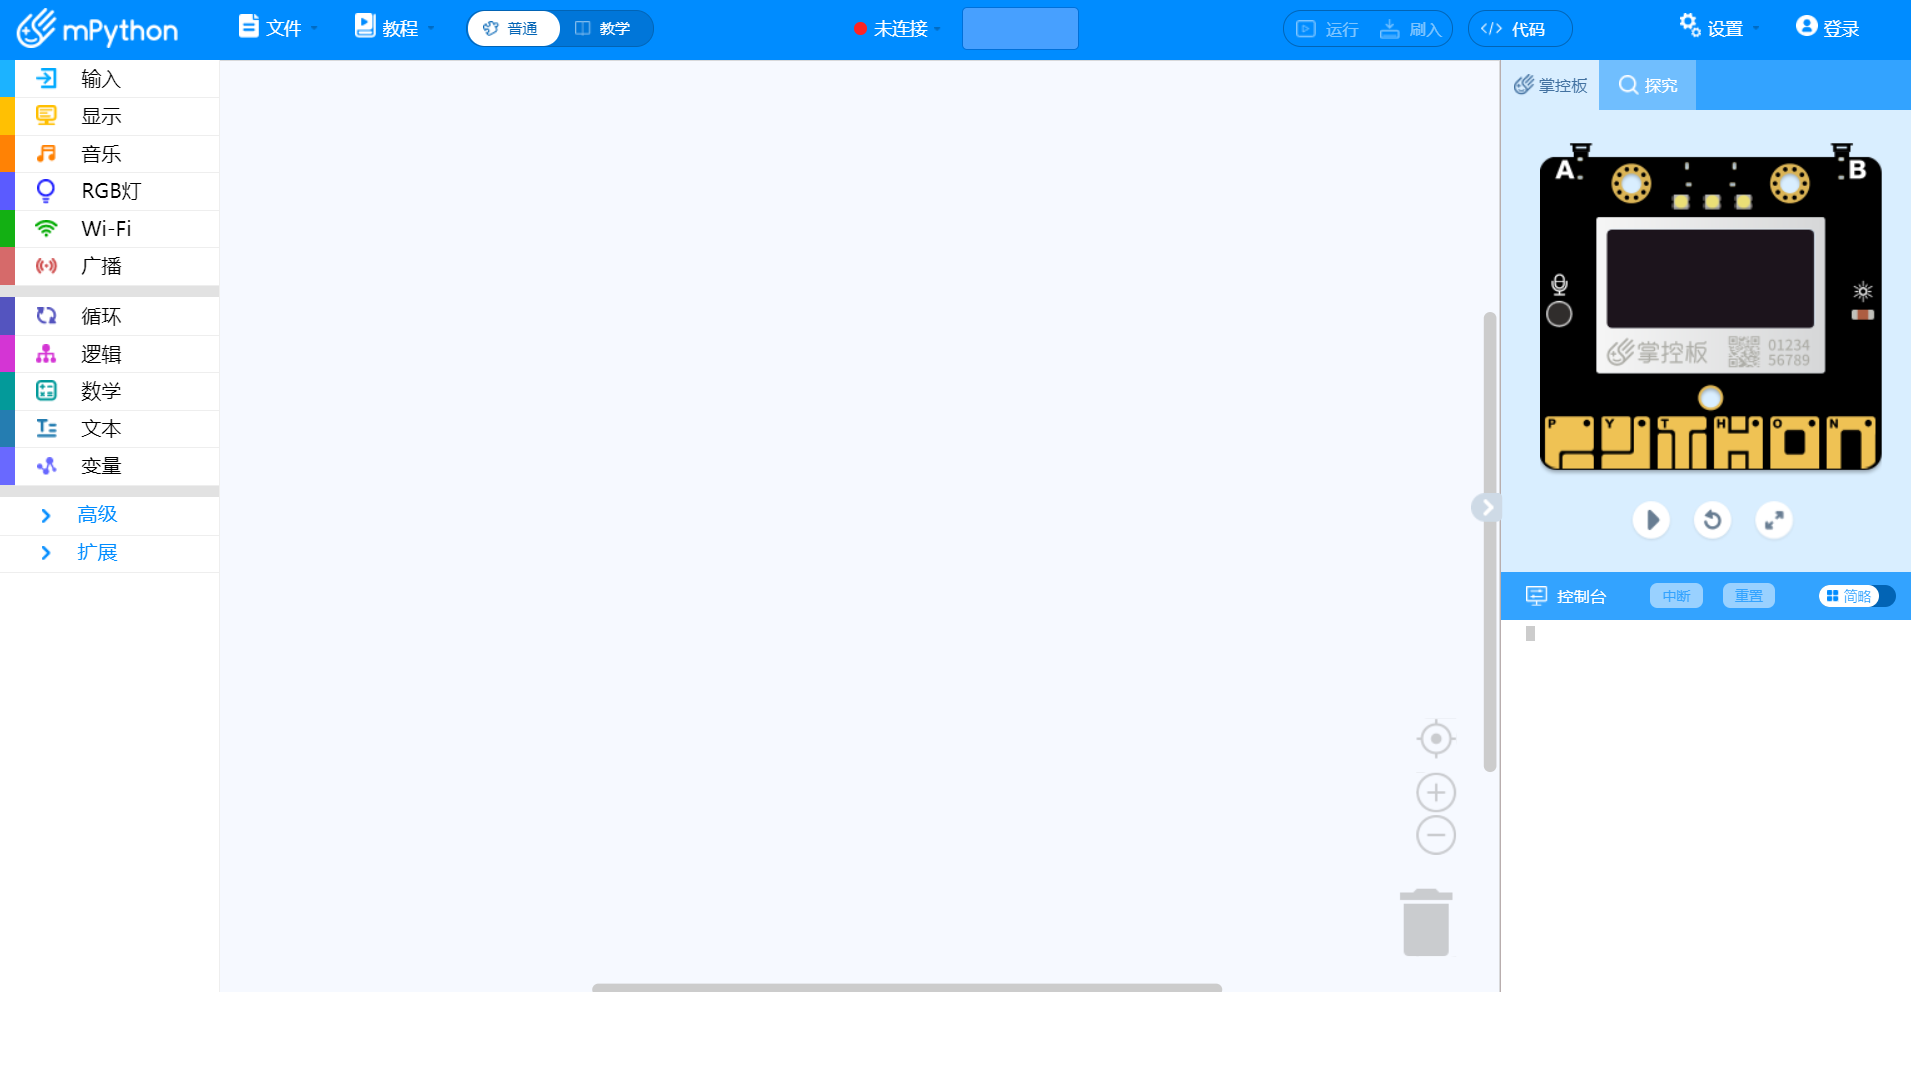 mPython 文件 教程 普通 教学 未连接 运行 刷入 代码 设置 登录
输入
显示
音乐
RGB灯
Wi-Fi
广播
循环
逻辑
数学
文本
变量
高级
扩展
掌控板 探究
A B
掌控板 01234
56789
P Y T H O N
控制台 中断 重置 简略